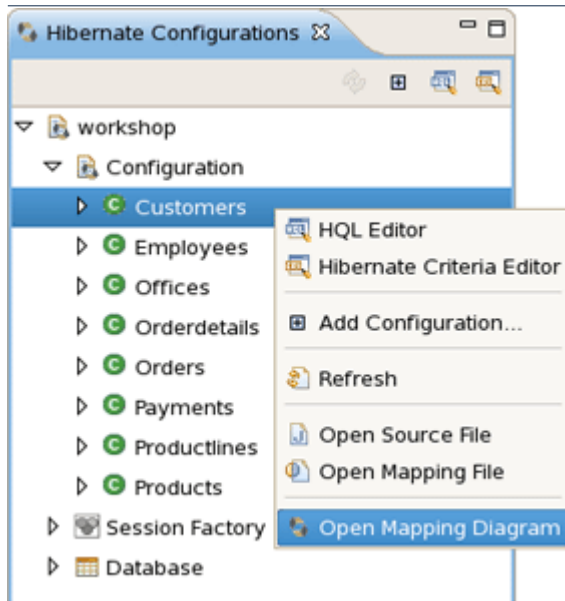 Hibernate Configurations
workshop
Configuration
Customers
Employees
Offices
Orderdetails
Orders
Payments
Productlines
Products
Session Factory
Database
HQL Editor
Hibernate Criteria Editor
Add Configuration...
Refresh
Open Source File
Open Mapping File
Open Mapping Diagram